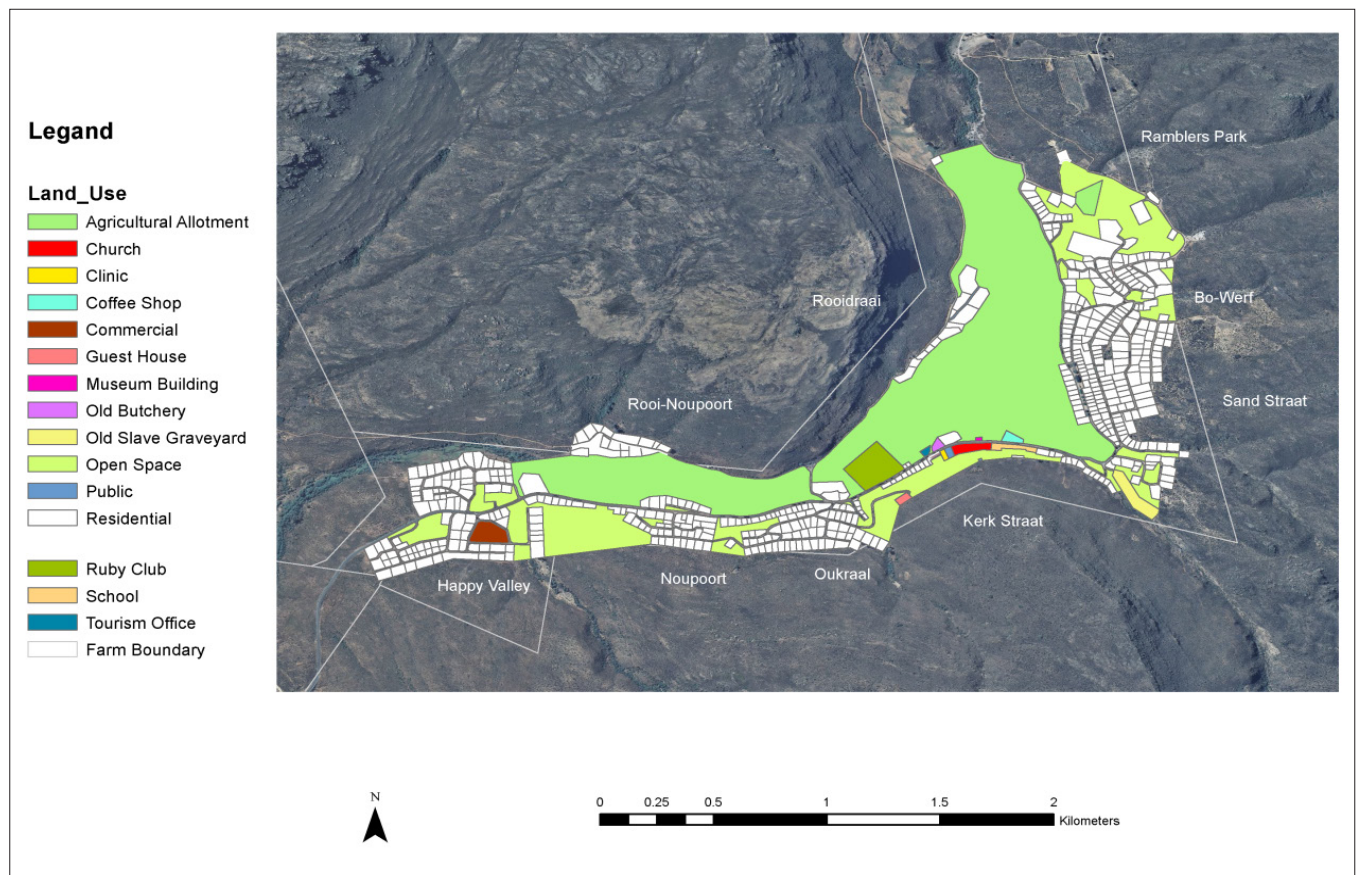 Legand
Land_Use
Agricultural Allotment
Church
Clinic
Coffee Shop
Commercial
Guest House
Museum Building
Old Butchery
Old Slave Graveyard
Open Space
Public
Residential
Ruby Club
School
Tourism Office
Farm Boundary
Ramblers Park
Rooidraai
Bo-Werf
Rooi-Noupoort
Sand Straat
Kerk Straat
Happy Valley
Noupoort
Oukraal
N
0 0.25 0.5 1 1.5 2
Kilometers